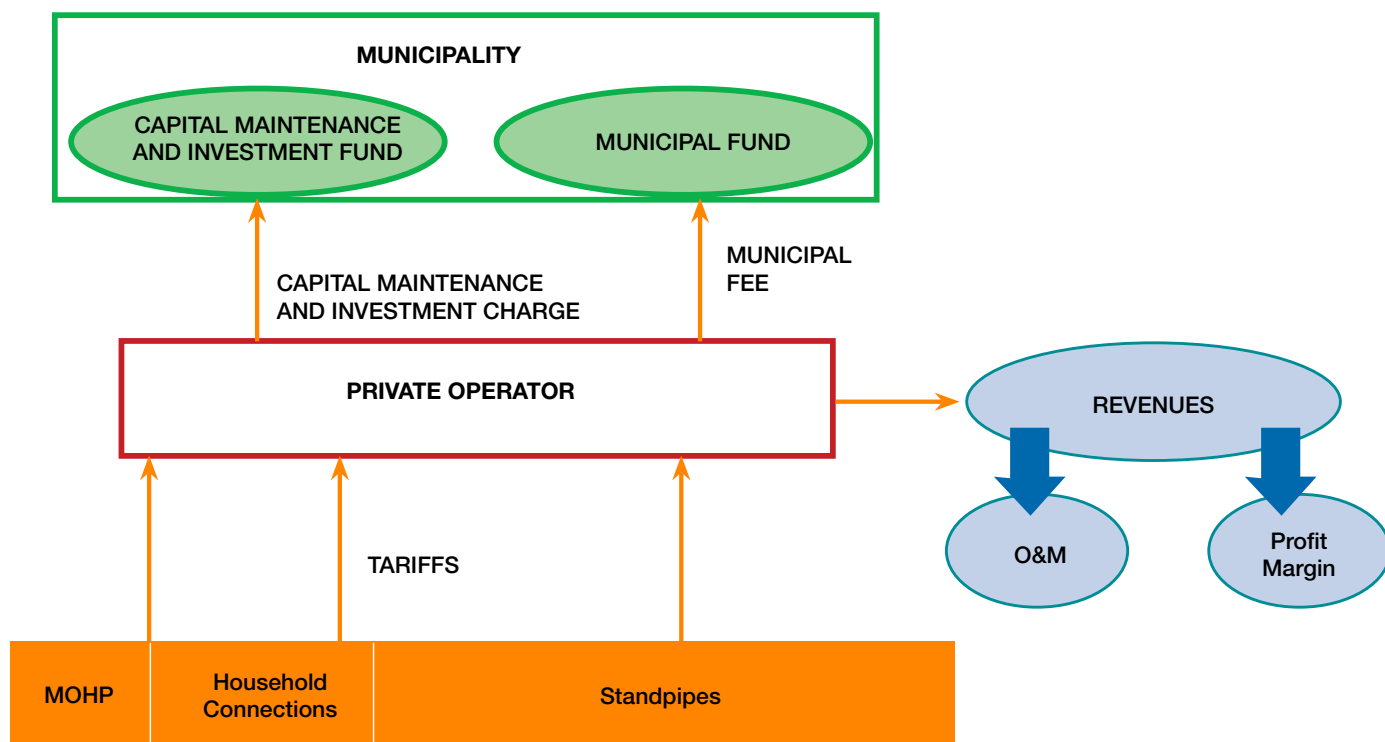 MUNICIPALITY
CAPITAL MAINTENANCE
AND INVESTMENT FUND
MUNICIPAL FUND
CAPITAL MAINTENANCE
AND INVESTMENT CHARGE
MUNICIPAL
FEE
PRIVATE OPERATOR
REVENUES
O&M
Profit
Margin
TARIFFS
MOHP
Household
Connections
Standpipes